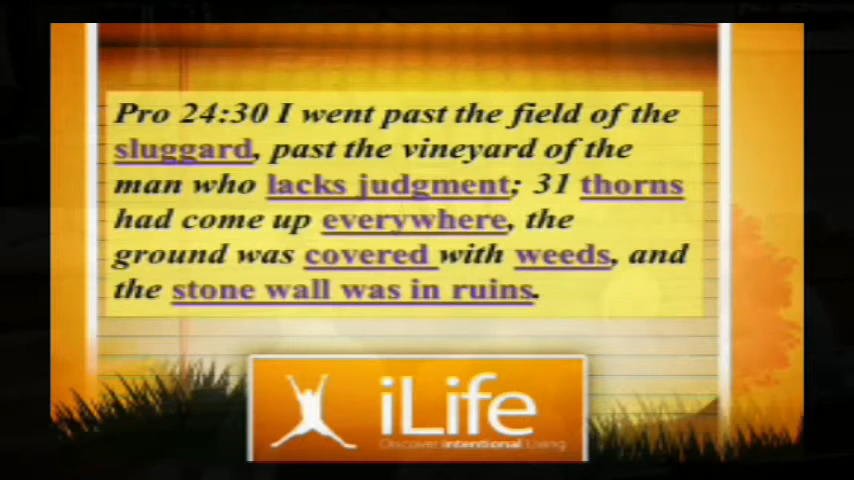 Pro 24:30 I went past the field of the
sluggard, past the vineyard of the
man who lacks judgment; 31 thorns
had come up everywhere, the
ground was covered with weeds, and
the stone wall was in ruins.
iLife
Discover Intentional Living